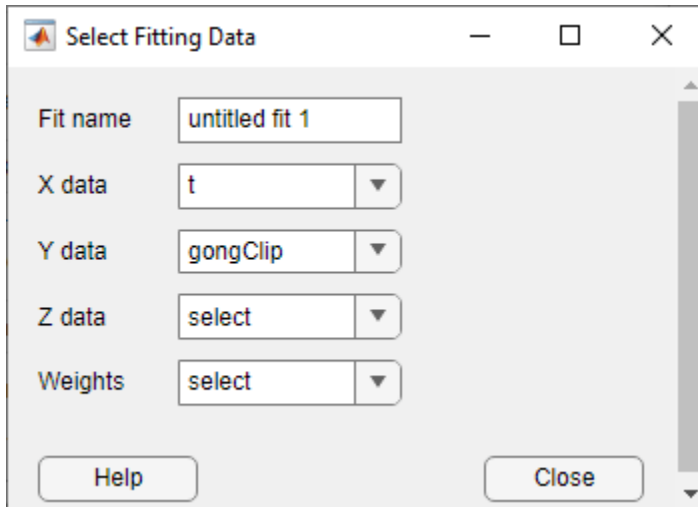 Select Fitting Data
Fit name untitled fit 1
X data t
Y data gongClip
Z data select
Weights select
Help Close